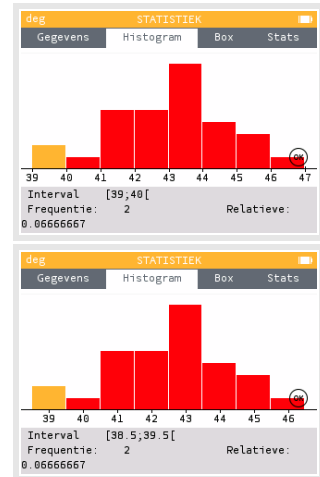 deg STATISTIEK
Gegevens Histogram Box Stats
OK
39 40 41 42 43 44 45 46 47
Interval [39;40[
Frequentie: 2 Relatieve:
0.06666667
deg STATISTIEK
Gegevens Histogram Box Stats
OK
39 40 41 42 43 44 45 46
Interval [38.5;39.5[
Frequentie: 2 Relatieve:
0.06666667